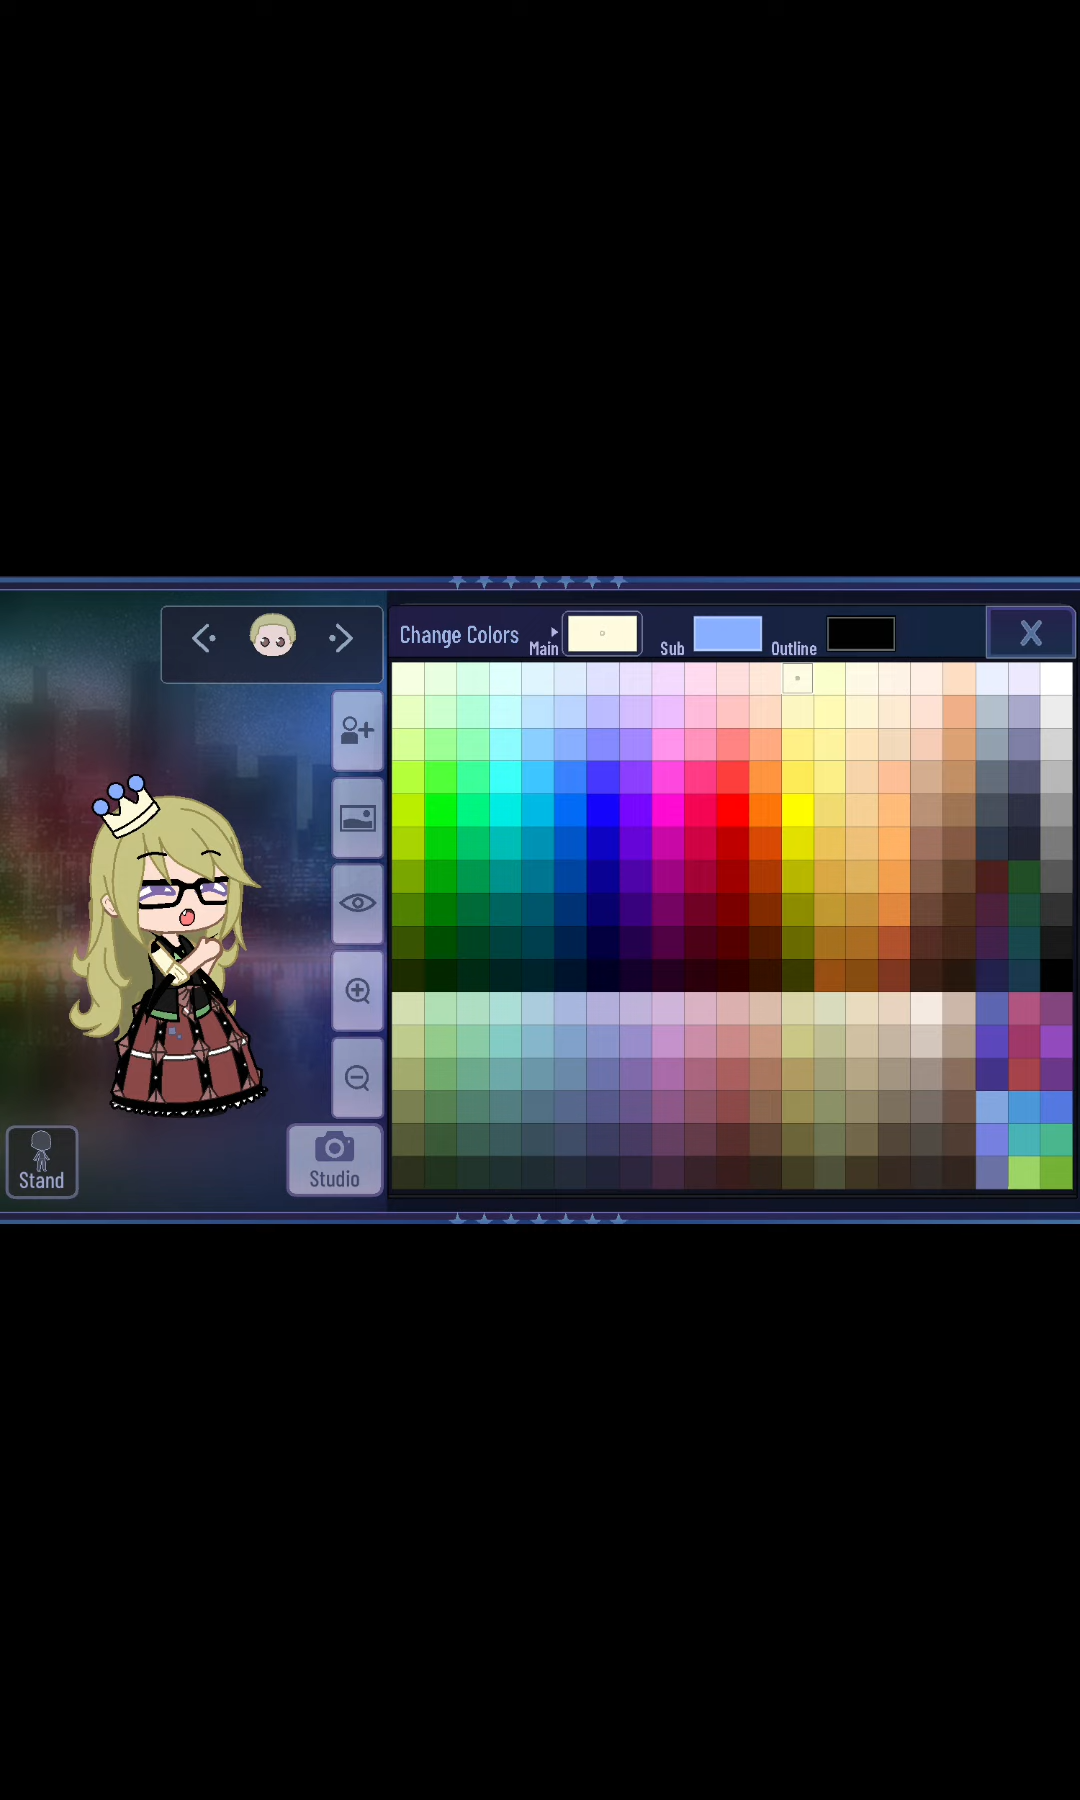 Change Colors
Main
Sub
Outline
X
Stand
Studio